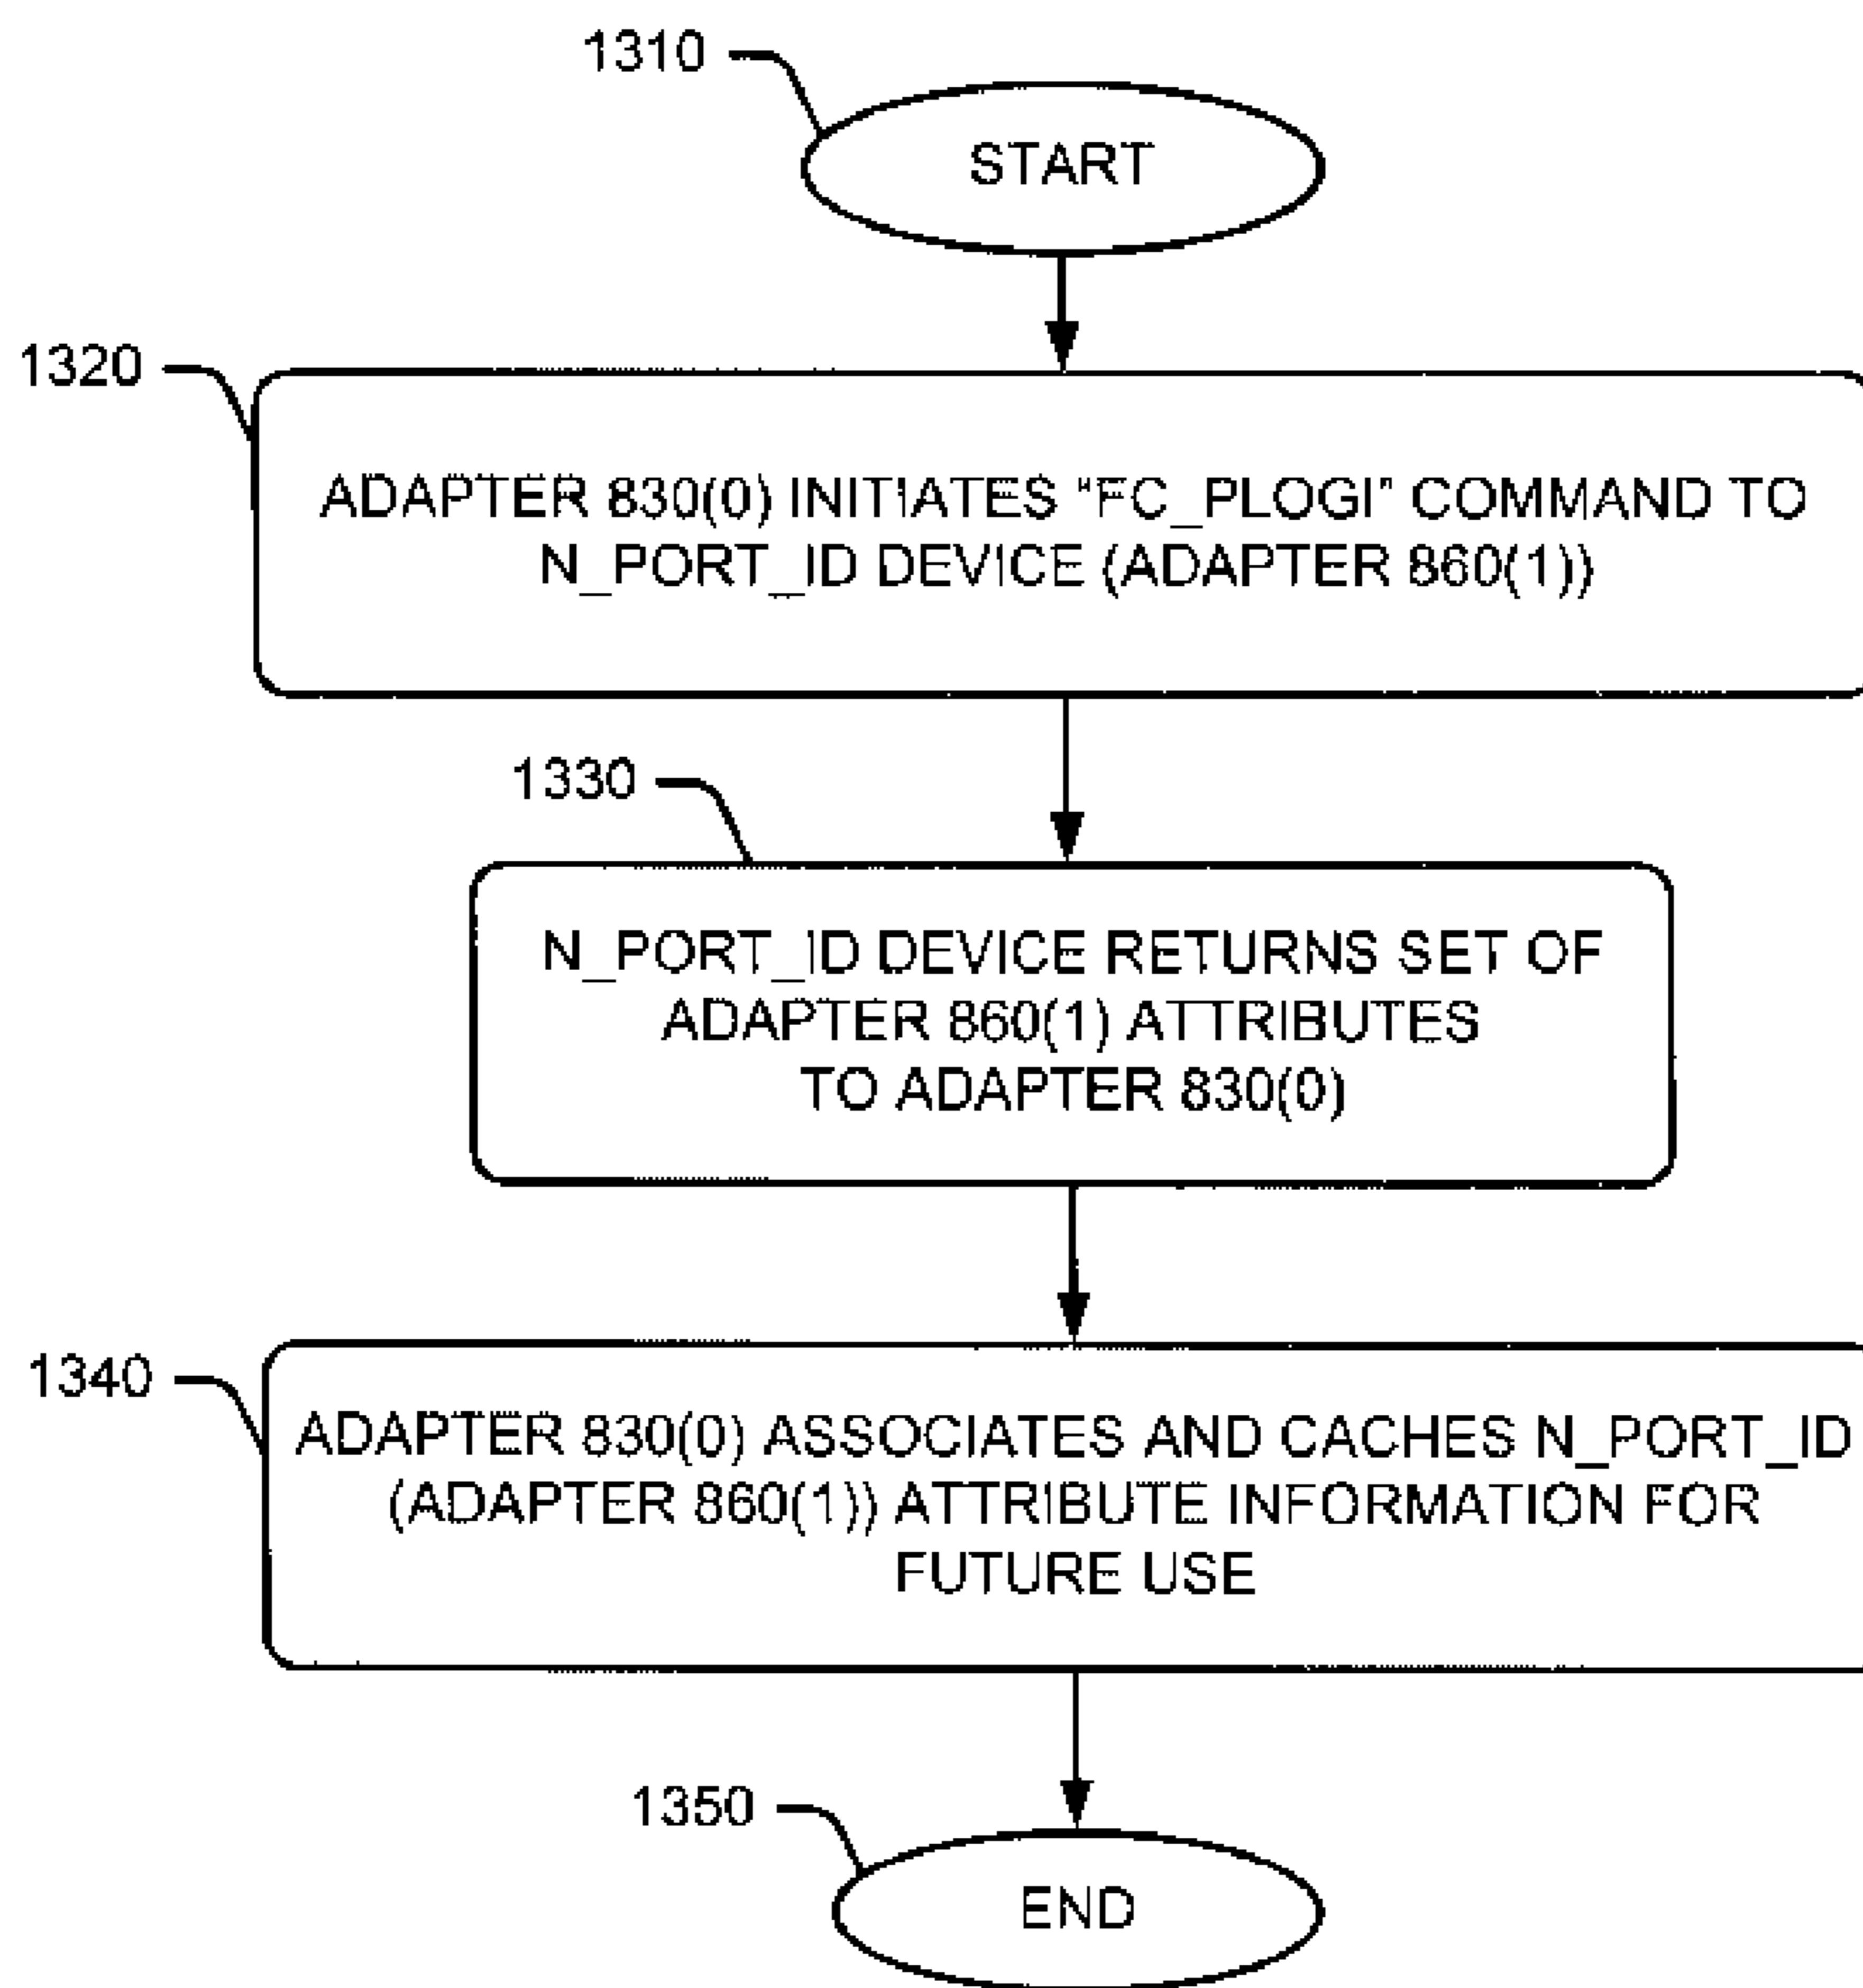 1310
START
1320
ADAPTER 830(0) INITIATES "FC_PLOGI" COMMAND TO
N_PORT_ID DEVICE (ADAPTER 860(1))
1330
N_PORT_ID DEVICE RETURNS SET OF
ADAPTER 860(1) ATTRIBUTES
TO ADAPTER 830(0)
1340
ADAPTER 830(0) ASSOCIATES AND CACHES N_PORT_ID
(ADAPTER 860(1)) ATTRIBUTE INFORMATION FOR
FUTURE USE
1350
END